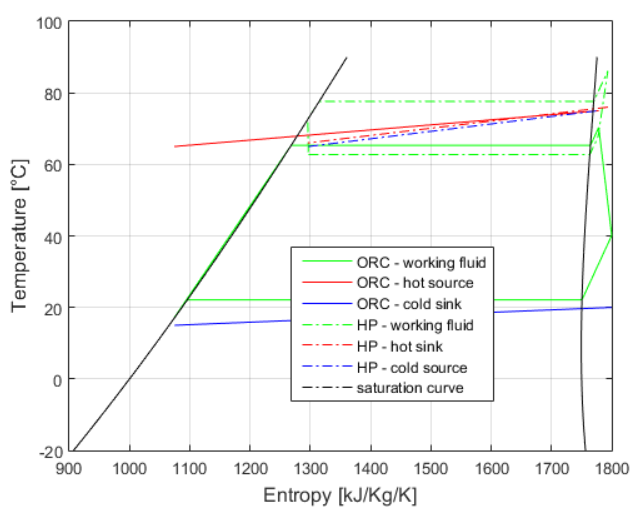 100
80
60
40
20
0
-20
Temperature [°C]
ORC - working fluid
ORC - hot source
ORC - cold sink
HP - working fluid
HP - hot sink
HP - cold source
saturation curve
900 1000 1100 1200 1300 1400 1500 1600 1700 1800
Entropy [kJ/Kg/K]